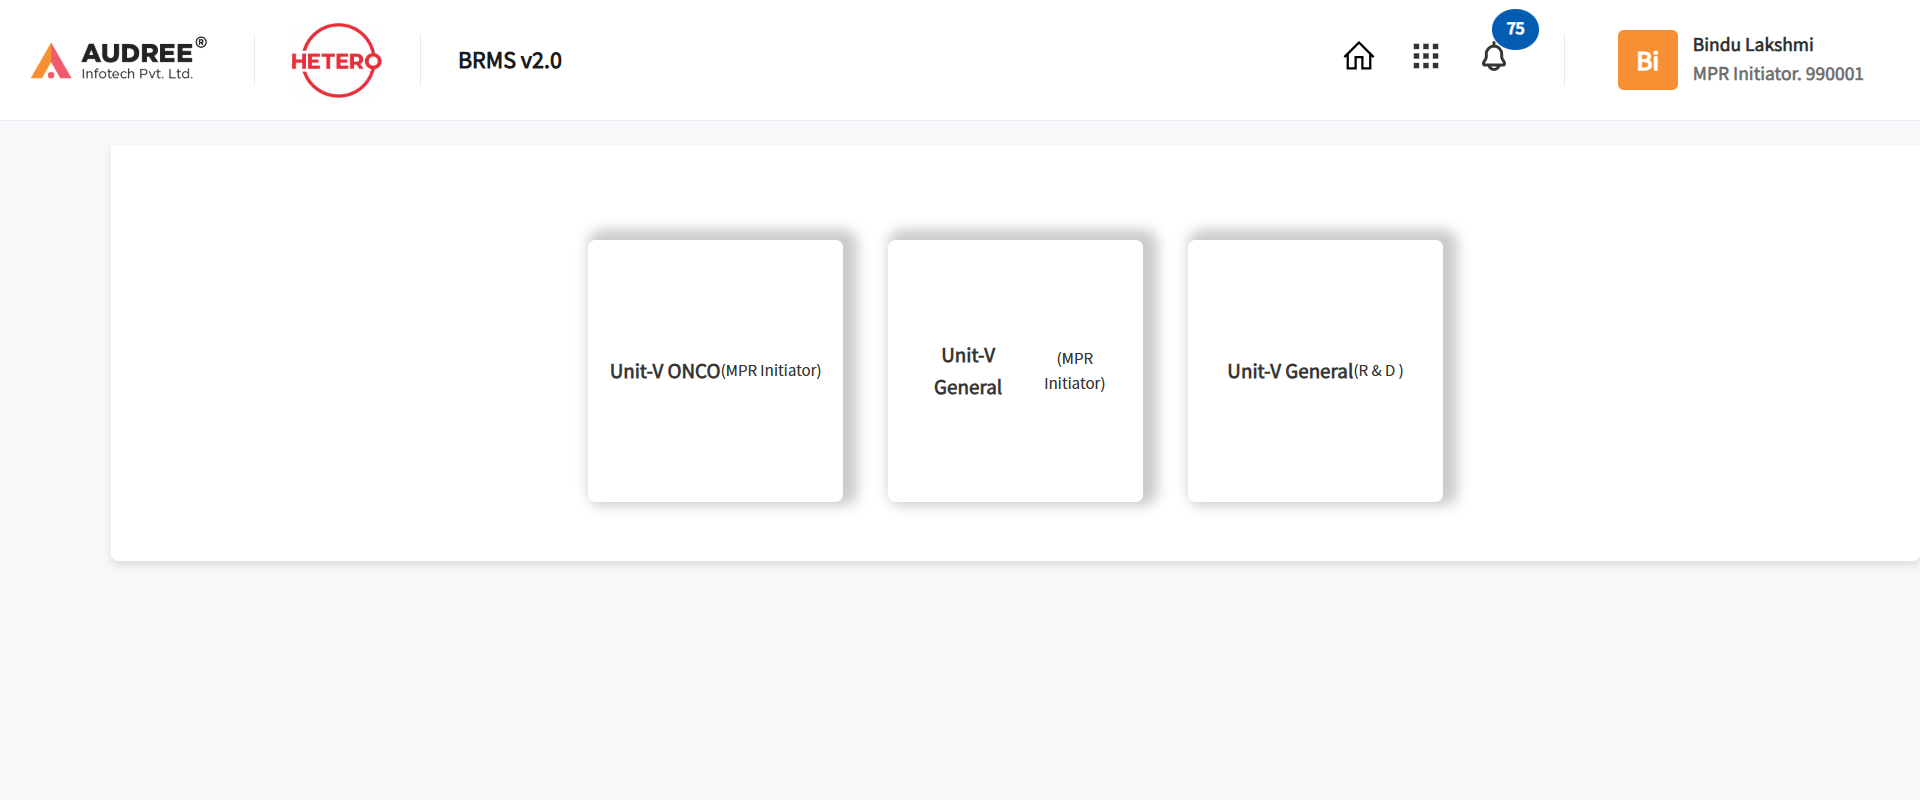 AUDREE®
Infotech Pvt. Ltd.
HETERO
BRMS v2.0
75
Bi
Bindu Lakshmi
MPR Initiator. 990001
Unit-V ONCO(MPR Initiator)
Unit-V
General
(MPR
Initiator)
Unit-V General(R & D )